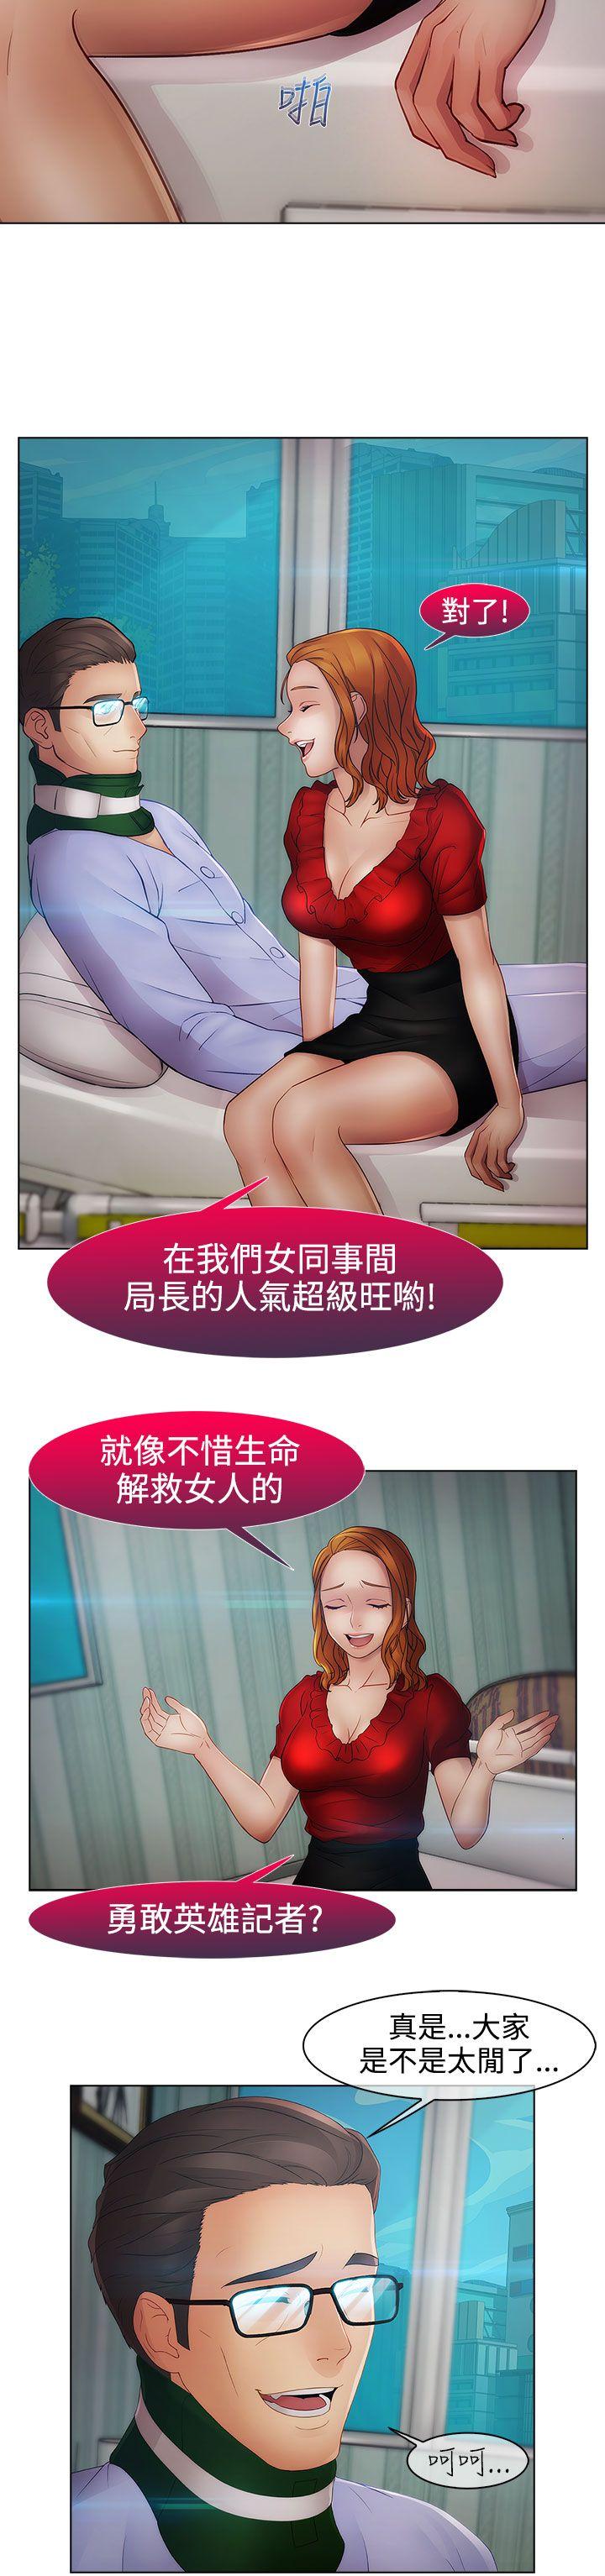 啪
對了!
在我們女同事間
局長的人氣超級旺喲!
就像不惜生命
解救女人的
勇敢英雄記者?
真是...大家
是不是太閒了...
呵呵...